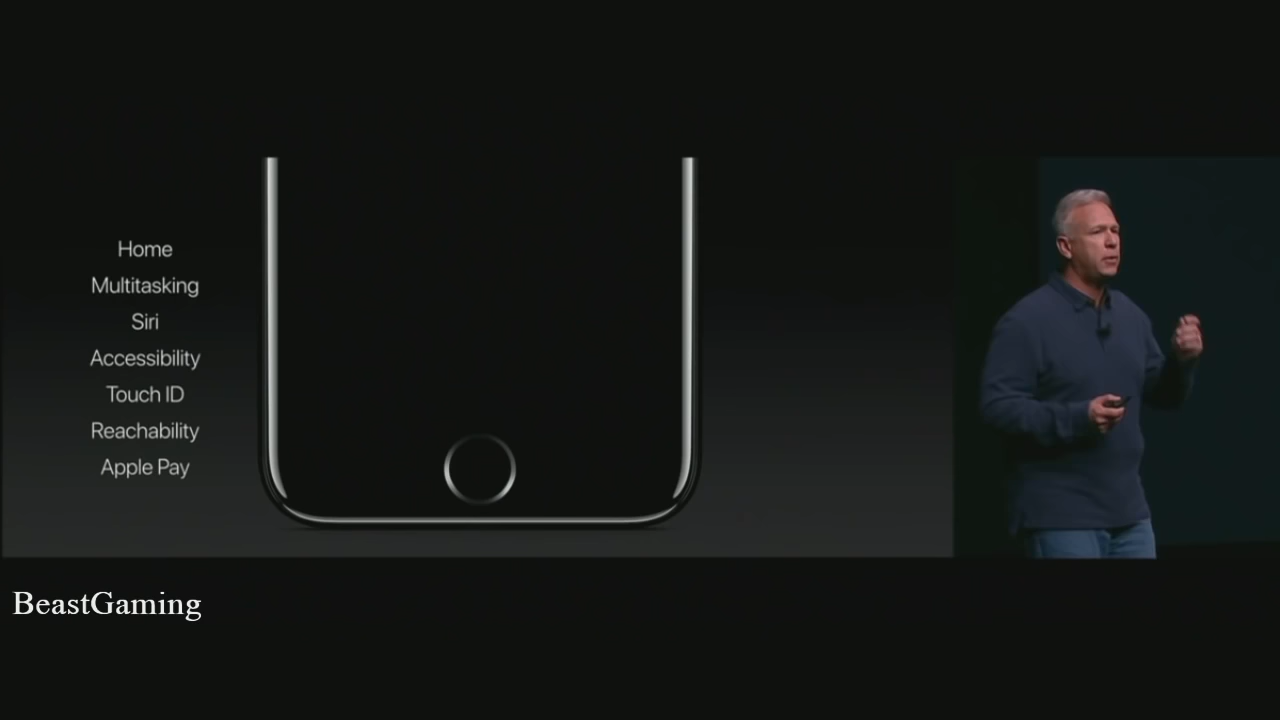 Home
Multitasking
Siri
Accessibility
Touch ID
Reachability
Apple Pay
BeastGaming